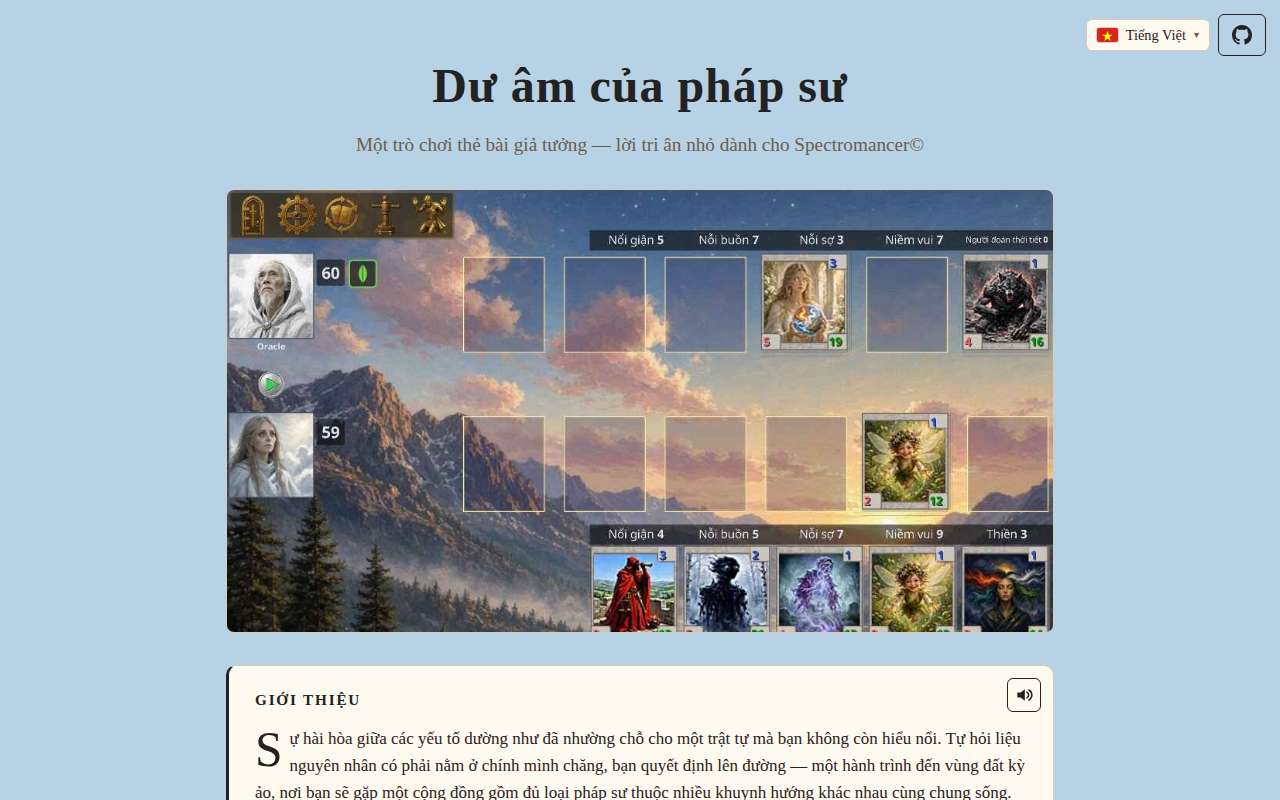 Tiếng Việt
Dư âm của pháp sư
Một trò chơi thẻ bài giả tưởng — lời tri ân nhỏ dành cho Spectromancer©
Nổi giận 5 Nỗi buồn 7 Nỗi sợ 3 Niềm vui 7 Người đoán thời tiết 0
60
3
1
5 19
4 16
Oracle
59
1
2 12
Nổi giận 4 Nỗi buồn 5 Nỗi sợ 7 Niềm vui 9 Thiền 3
3 2 1 1 1
GIỚI THIỆU
Sự hài hòa giữa các yếu tố dường như đã nhường chỗ cho một trật tự mà bạn không còn hiểu nổi. Tự hỏi liệu
nguyên nhân có phải nằm ở chính mình chăng, bạn quyết định lên đường — một hành trình đến vùng đất kỳ
ảo, nơi bạn sẽ gặp một cộng đồng gồm đủ loại pháp sư thuộc nhiều khuynh hướng khác nhau cùng chung sống.